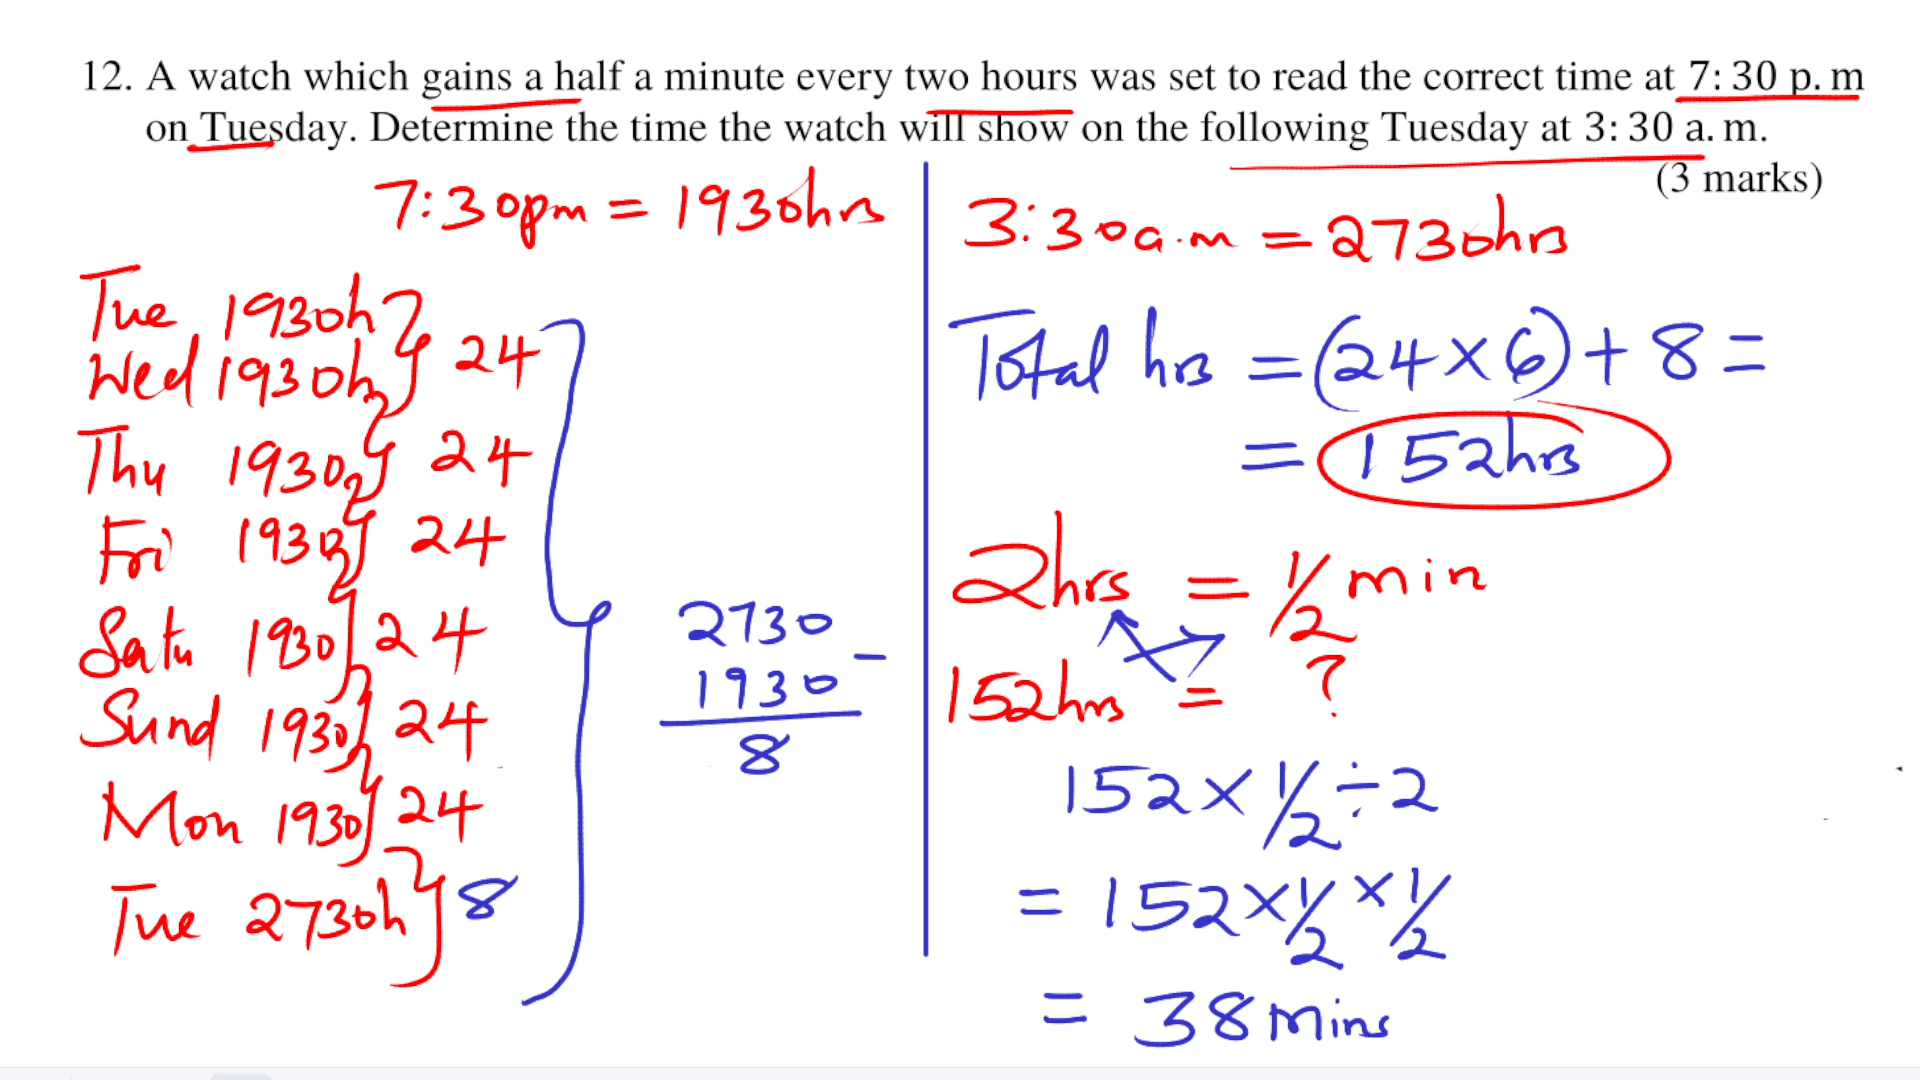 12. A watch which gains a half a minute every two hours was set to read the correct time at 7:30 p.m
on Tuesday. Determine the time the watch will show on the following Tuesday at 3:30 a.m.
(3 marks)
7:30pm = 1930hrs
Tue 1930h
24
Wed 1930h
Thu 1930 24
Fri 1930 24
Satu 1930 24
Sund 1930 24
Mon 1930 24
Tue 2730h 8
2730
1930 -
8
3:30a.m = 2730hrs
Total hrs = (24×6)+8=
= 152hrs
2hrs = 1/2 min
152hrs = ?
152×1/2÷2
= 152×1/2×1/2
= 38mins